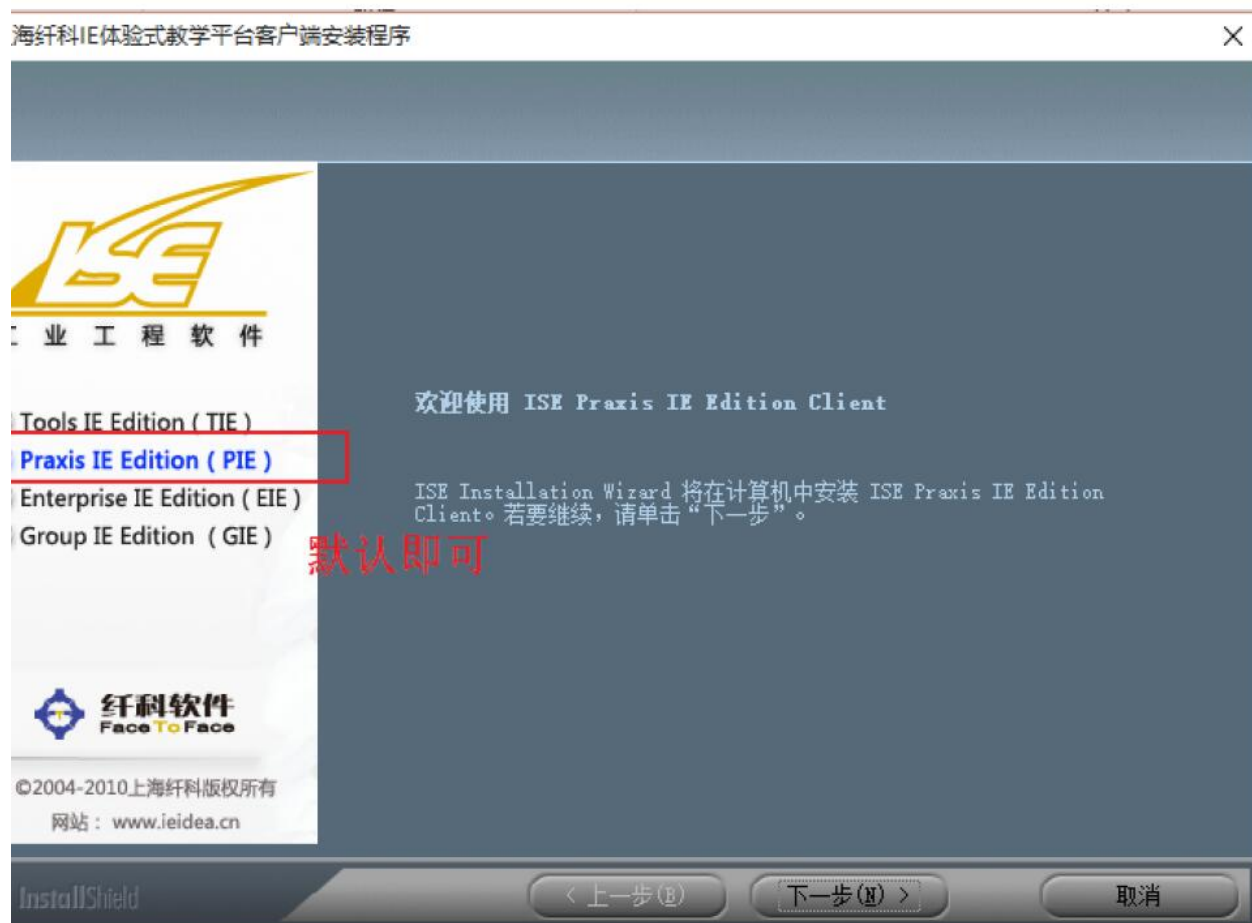 海纤科IE体验式教学平台客户端安装程序
ISE
业工程软件
Tools IE Edition ( TIE )
Praxis IE Edition ( PIE )
Enterprise IE Edition ( EIE )
Group IE Edition ( GIE )
默认即可
欢迎使用 ISE Praxis IE Edition Client
ISE Installation Wizard 将在计算机中安装 ISE Praxis IE Edition
Client。若要继续，请单击“下一步”。
纤科软件
FaceToFace
©2004-2010上海纤科版权所有
网站：www.ieidea.cn
InstallShield
< 上一步(B)
下一步(N) >
取消